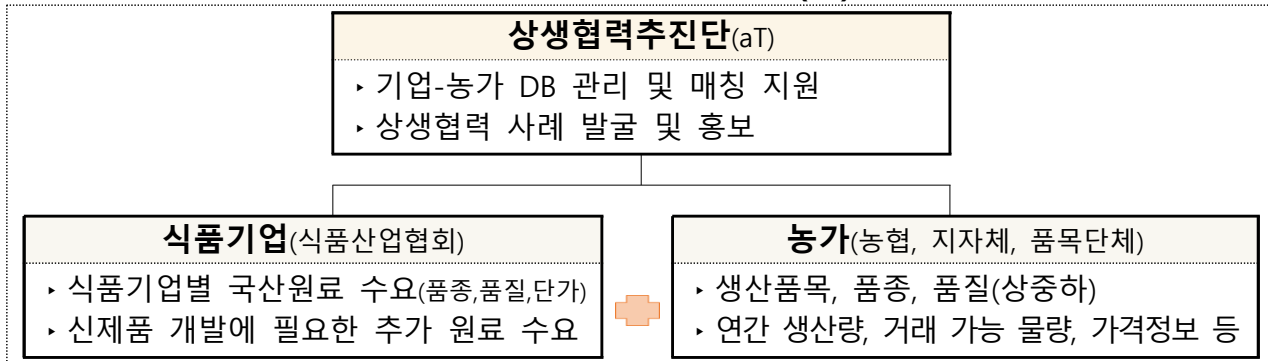 상생협력추진단(aT)
‣ 기업-농가 DB 관리 및 매칭 지원
‣ 상생협력 사례 발굴 및 홍보
식품기업(식품산업협회)
‣ 식품기업별 국산원료 수요(품종,품질,단가)
‣ 신제품 개발에 필요한 추가 원료 수요
농가(농협, 지자체, 품목단체)
‣ 생산품목, 품종, 품질(상중하)
‣ 연간 생산량, 거래 가능 물량, 가격정보 등